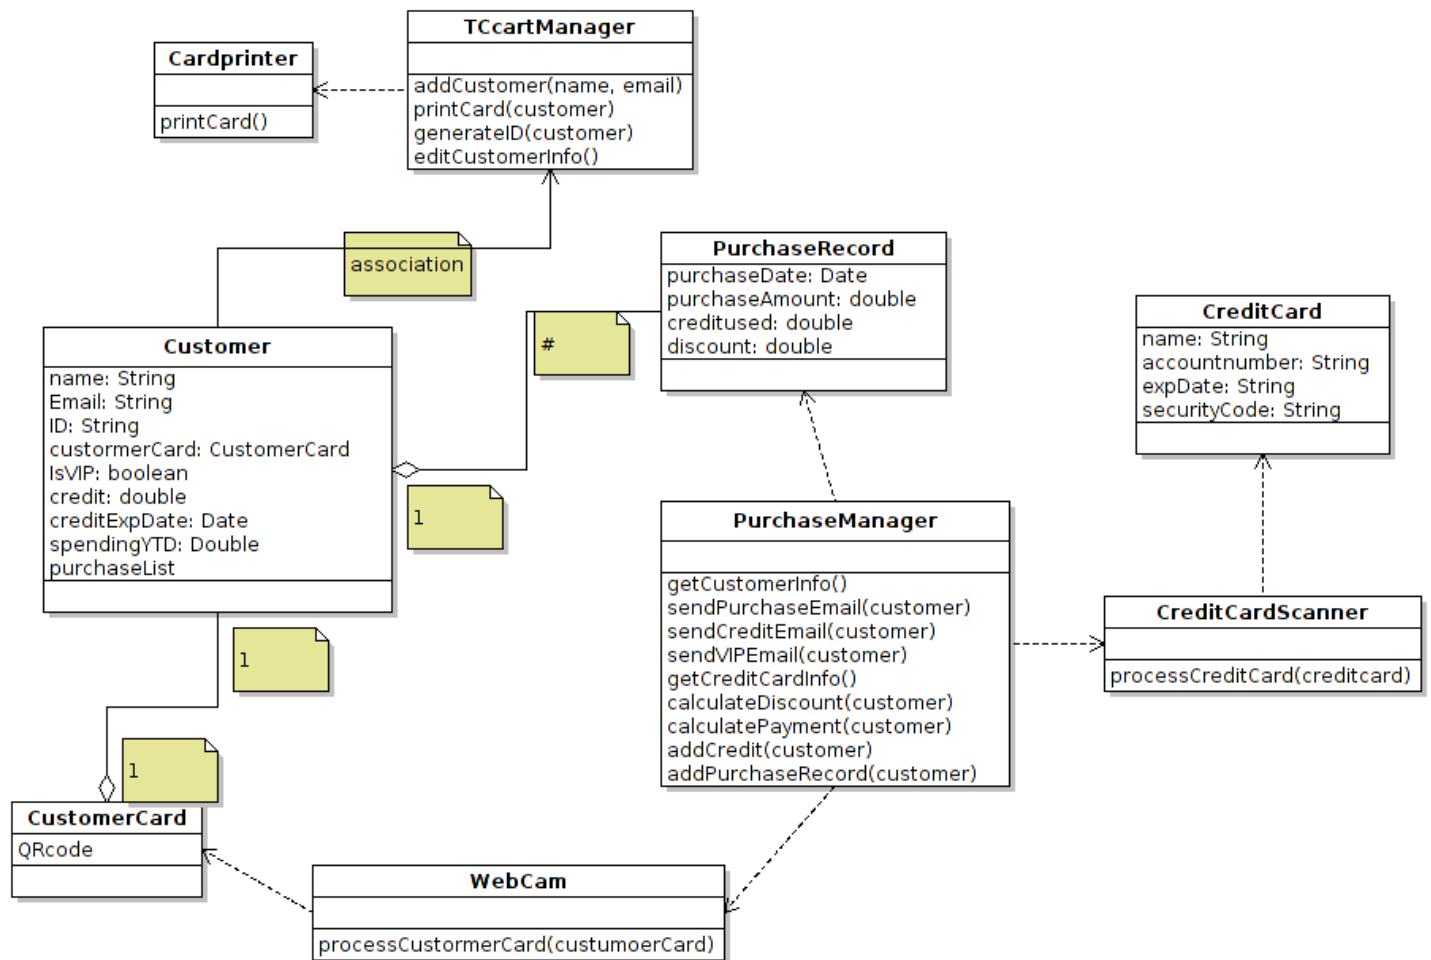 TCcartManager
addCustomer(name, email)
printCard(customer)
generateID(customer)
editCustomerInfo()
Cardprinter
printCard()
association
PurchaseRecord
purchaseDate: Date
purchaseAmount: double
creditused: double
discount: double
#
CreditCard
name: String
accountnumber: String
expDate: String
securityCode: String
Customer
name: String
Email: String
ID: String
custormerCard: CustomerCard
IsVIP: boolean
credit: double
creditExpDate: Date
spendingYTD: Double
purchaseList
1
PurchaseManager
getCustomerInfo()
sendPurchaseEmail(customer)
sendCreditEmail(customer)
sendVIPEmail(customer)
getCreditCardInfo()
calculateDiscount(customer)
calculatePayment(customer)
addCredit(customer)
addPurchaseRecord(customer)
CreditCardScanner
processCreditCard(creditcard)
1
1
CustomerCard
QRcode
WebCam
processCustormerCard(custumoerCard)